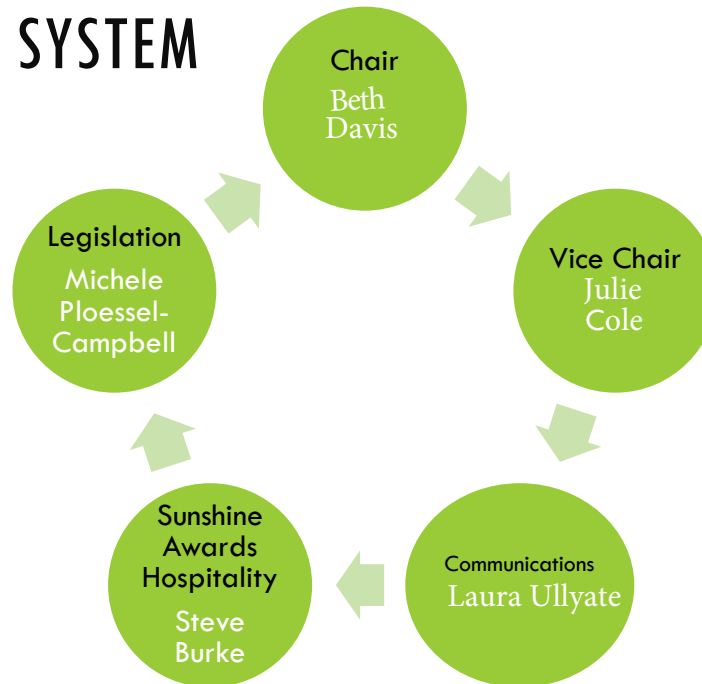 SYSTEM
Chair
Beth
Davis
Vice Chair
Julie
Cole
Communications
Laura Ullyate
Sunshine
Awards
Hospitality
Steve
Burke
Legislation
Michele
Ploessel-
Campbell